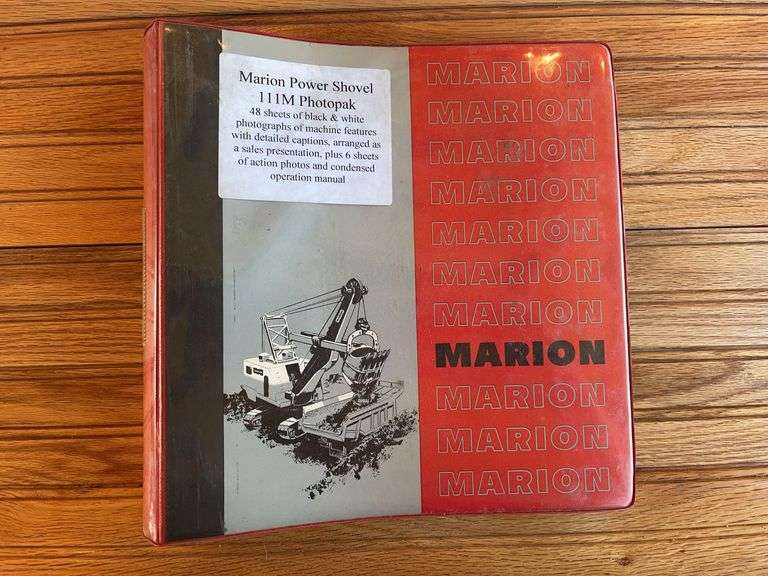 Marion Power Shovel
111M Photopak
48 sheets of black & white
photographs of machine features
with detailed captions, arranged as
a sales presentation, plus 6 sheets
of action photos and condensed
operation manual
MARION
MARION
MARION
MARION
MARION
MARION
MARION
MARION
MARION
MARION
MARION